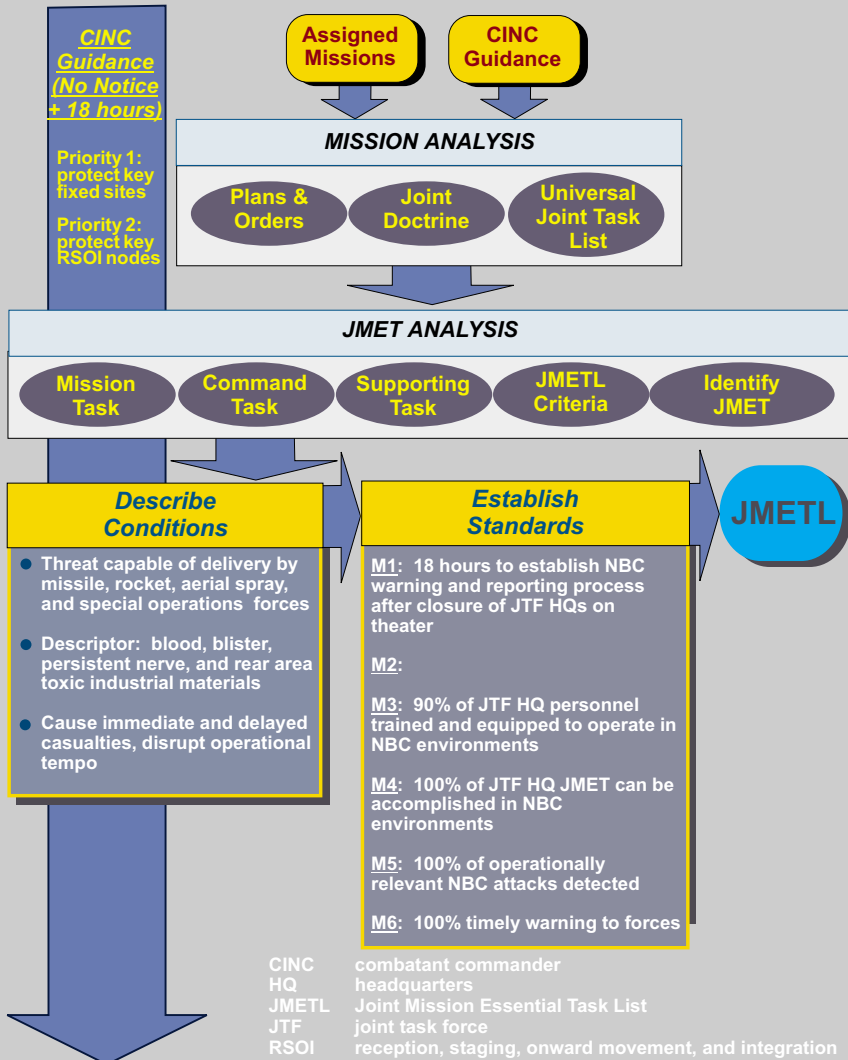 CINC
Guidance
(No Notice
+ 18 hours)
Priority 1:
protect key
fixed sites
Priority 2:
protect key
RSOI nodes
Assigned
Missions
CINC
Guidance
MISSION ANALYSIS
Plans &
Orders
Joint
Doctrine
Universal
Joint Task
List
JMET ANALYSIS
Mission
Task
Command
Task
Supporting
Task
JMETL
Criteria
Identify
JMET
Describe
Conditions
Threat capable of delivery by
missile, rocket, aerial spray,
and special operations forces
Descriptor: blood, blister,
persistent nerve, and rear area
toxic industrial materials
Cause immediate and delayed
casualties, disrupt operational
tempo
Establish
Standards
M1: 18 hours to establish NBC
warning and reporting process
after closure of JTF HQs on
theater
M2:
M3: 90% of JTF HQ personnel
trained and equipped to operate in
NBC environments
M4: 100% of JTF HQ JMET can be
accomplished in NBC
environments
M5: 100% of operationally
relevant NBC attacks detected
M6: 100% timely warning to forces
JMETL
CINC combatant commander
HQ headquarters
JMETL Joint Mission Essential Task List
JTF joint task force
RSOI reception, staging, onward movement, and integration